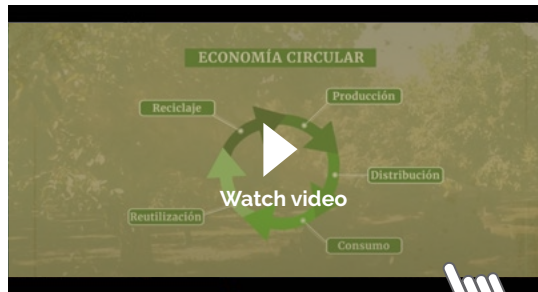 ECONOMÍA CIRCULAR
Producción
Reciclaje
Distribución
Watch video
Reutilización
Consumo